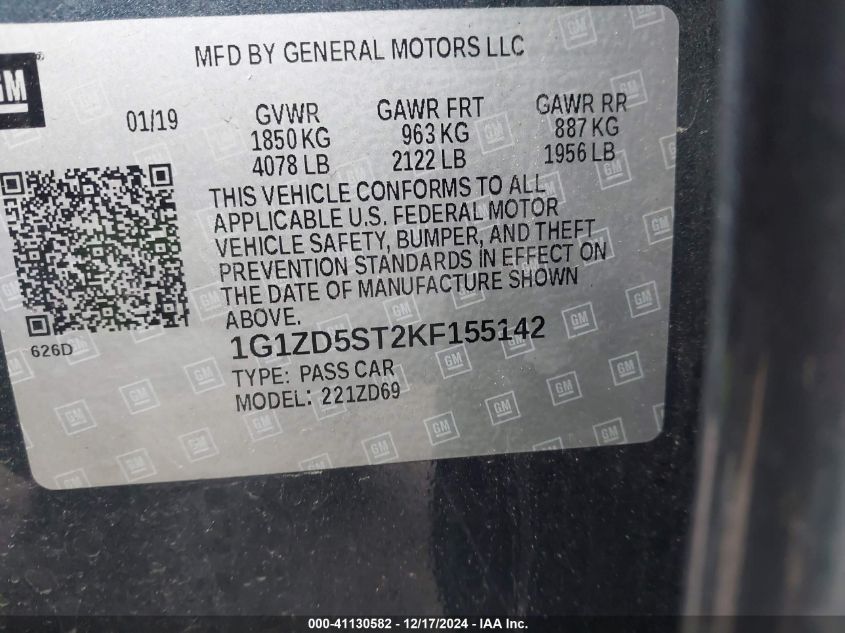 MFD BY GENERAL MOTORS LLC
GM
01/19
GVWR
1850 KG
4078 LB
GAWR FRT
963 KG
2122 LB
GAWR RR
887 KG
1956 LB
THIS VEHICLE CONFORMS TO ALL
APPLICABLE U.S. FEDERAL MOTOR
VEHICLE SAFETY, BUMPER, AND THEFT
PREVENTION STANDARDS IN EFFECT ON
THE DATE OF MANUFACTURE SHOWN
ABOVE.
626D
1G1ZD5ST2KF155142
TYPE: PASS CAR
MODEL: 221ZD69
000-41130582 - 12/17/2024 - IAA Inc.